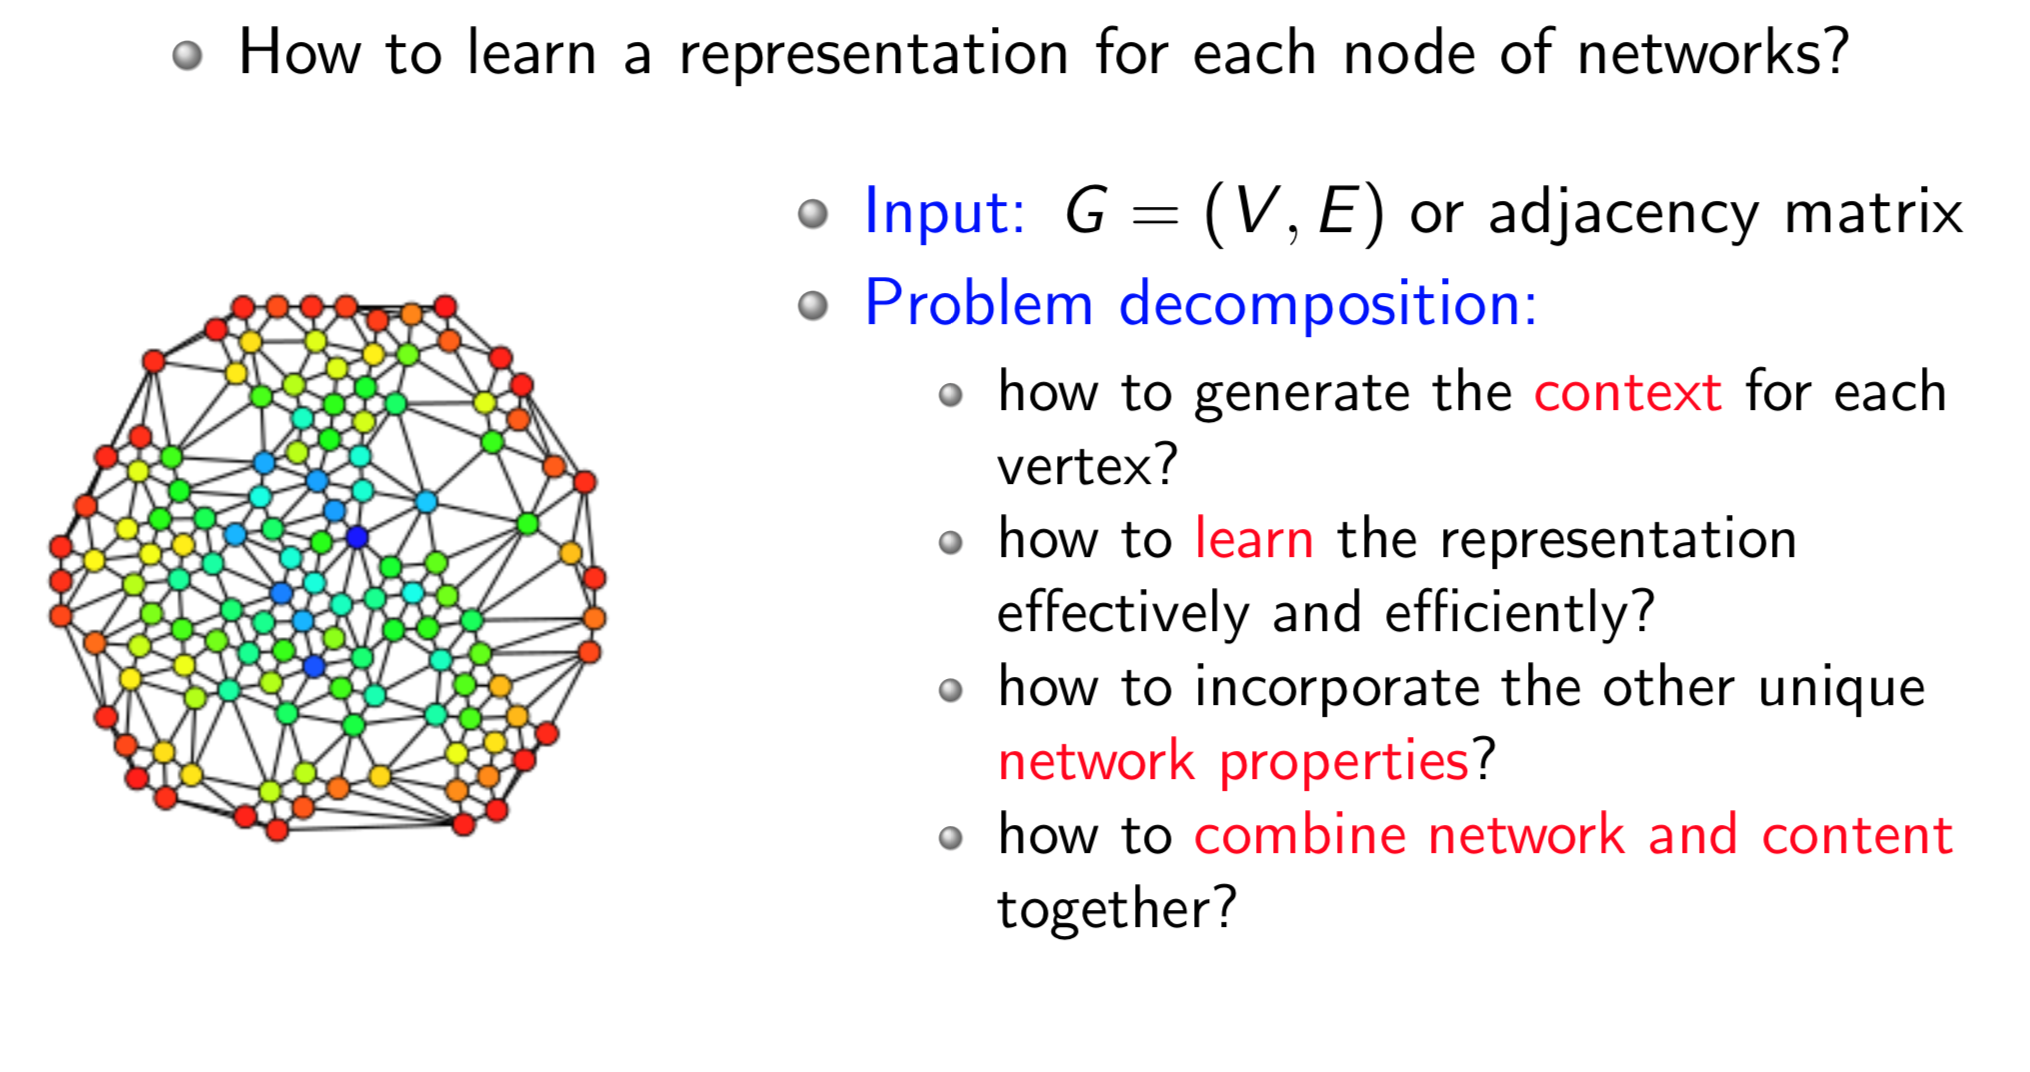 How to learn a representation for each node of networks?
Input: G = (V, E) or adjacency matrix
Problem decomposition:
how to generate the context for each
vertex?
how to learn the representation
effectively and efficiently?
how to incorporate the other unique
network properties?
how to combine network and content
together?